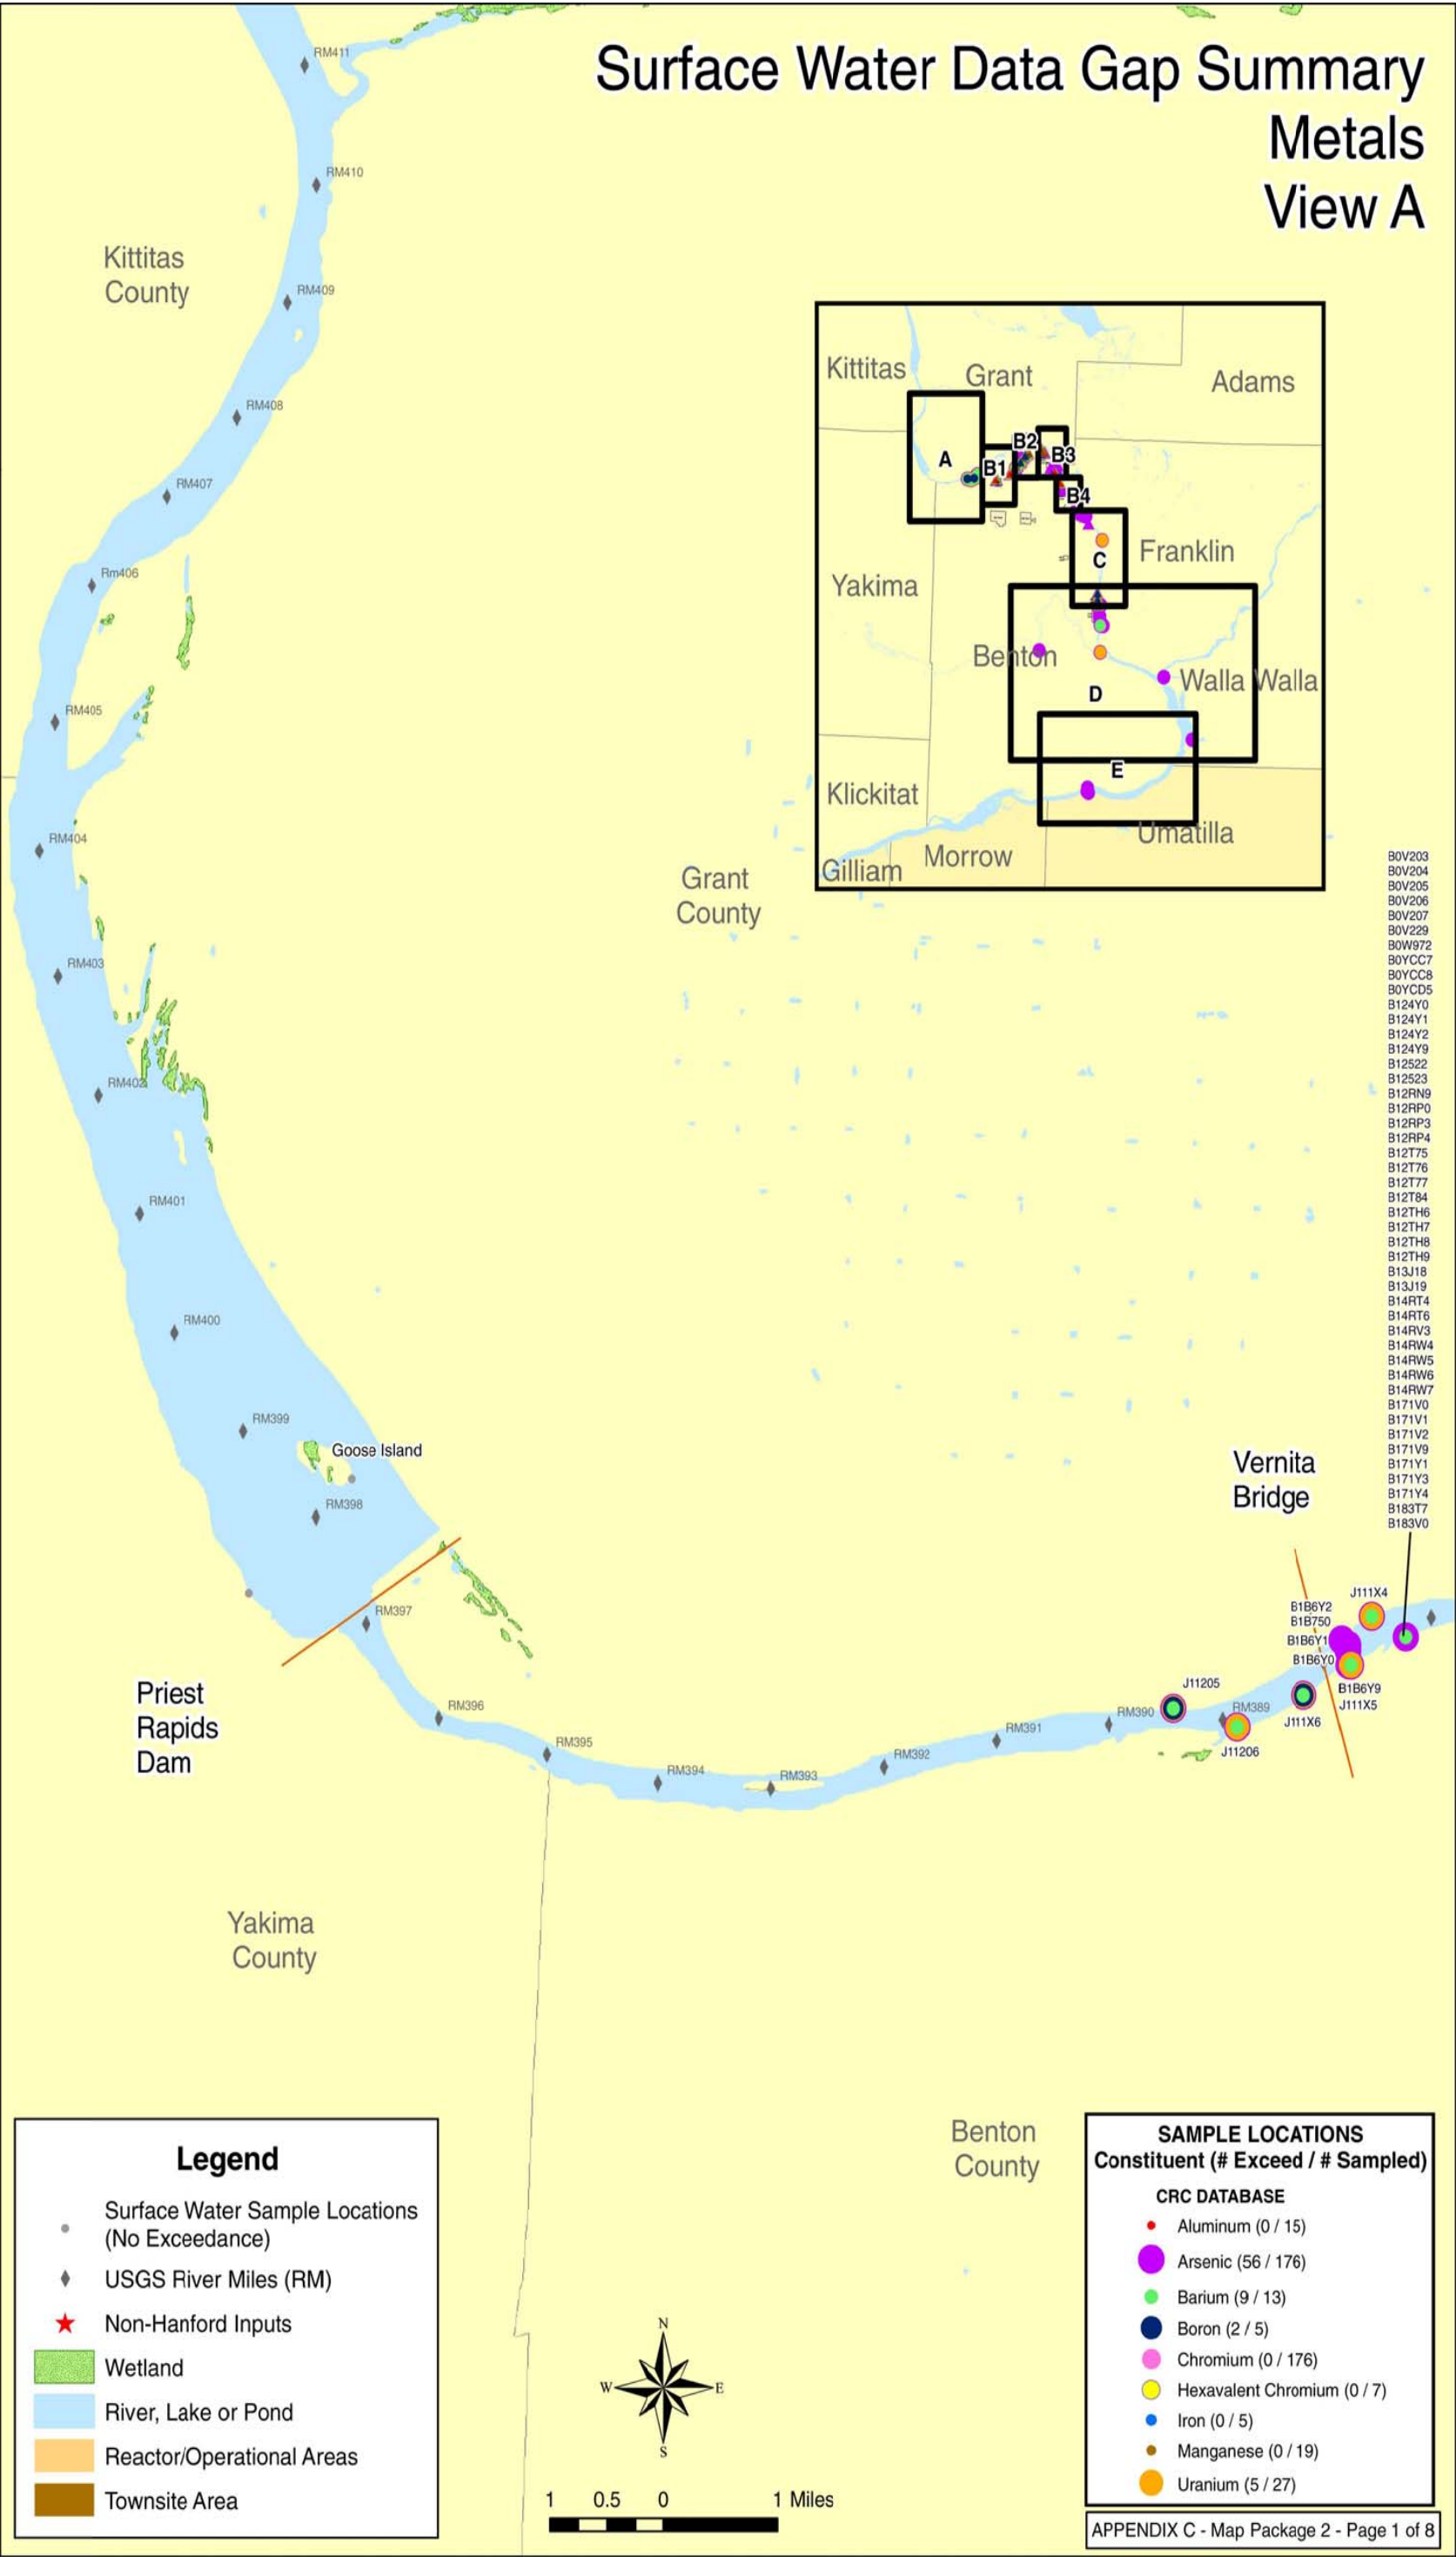 Surface Water Data Gap Summary
Metals
View A
RM411
RM410
Kittitas
County
RM409
RM408
RM407
Rm406
RM405
RM404
RM403
RM402
RM401
RM400
RM399
Goose Island
RM398
RM397
Priest
Rapids
Dam
RM396
RM395
RM394
RM393
RM392
RM391
RM390
RM389
Kittitas
Grant
Adams
A
B1
B2
B3
B4
C
Franklin
Yakima
Benton
D
Walla Walla
E
Klickitat
Umatilla
Morrow
Gilliam
Grant
County
B0V203
B0V204
B0V205
B0V206
B0V207
B0V229
B0W972
B0YCC7
B0YCC8
B0YCD5
B124Y0
B124Y1
B124Y2
B124Y9
B12522
B12523
B12RN9
B12RP0
B12RP3
B12RP4
B12T75
B12T76
B12T77
B12T84
B12TH6
B12TH7
B12TH8
B12TH9
B13J18
B13J19
B14RT4
B14RT6
B14RV3
B14RW4
B14RW5
B14RW6
B14RW7
B171V0
B171V1
B171V2
B171V9
B171Y1
B171Y3
B171Y4
B183T7
B183V0
Vernita
Bridge
J111X4
B1B6Y2
B1B750
B1B6Y1
B1B6Y0
B1B6Y9
J111X5
J11205
J111X6
J11206
Yakima
County
Benton
County
Legend
Surface Water Sample Locations
(No Exceedance)
USGS River Miles (RM)
Non-Hanford Inputs
Wetland
River, Lake or Pond
Reactor/Operational Areas
Townsite Area
N
W
E
S
1 0.5 0 1 Miles
SAMPLE LOCATIONS
Constituent (# Exceed / # Sampled)
CRC DATABASE
Aluminum (0 / 15)
Arsenic (56 / 176)
Barium (9 / 13)
Boron (2 / 5)
Chromium (0 / 176)
Hexavalent Chromium (0 / 7)
Iron (0 / 5)
Manganese (0 / 19)
Uranium (5 / 27)
APPENDIX C - Map Package 2 - Page 1 of 8